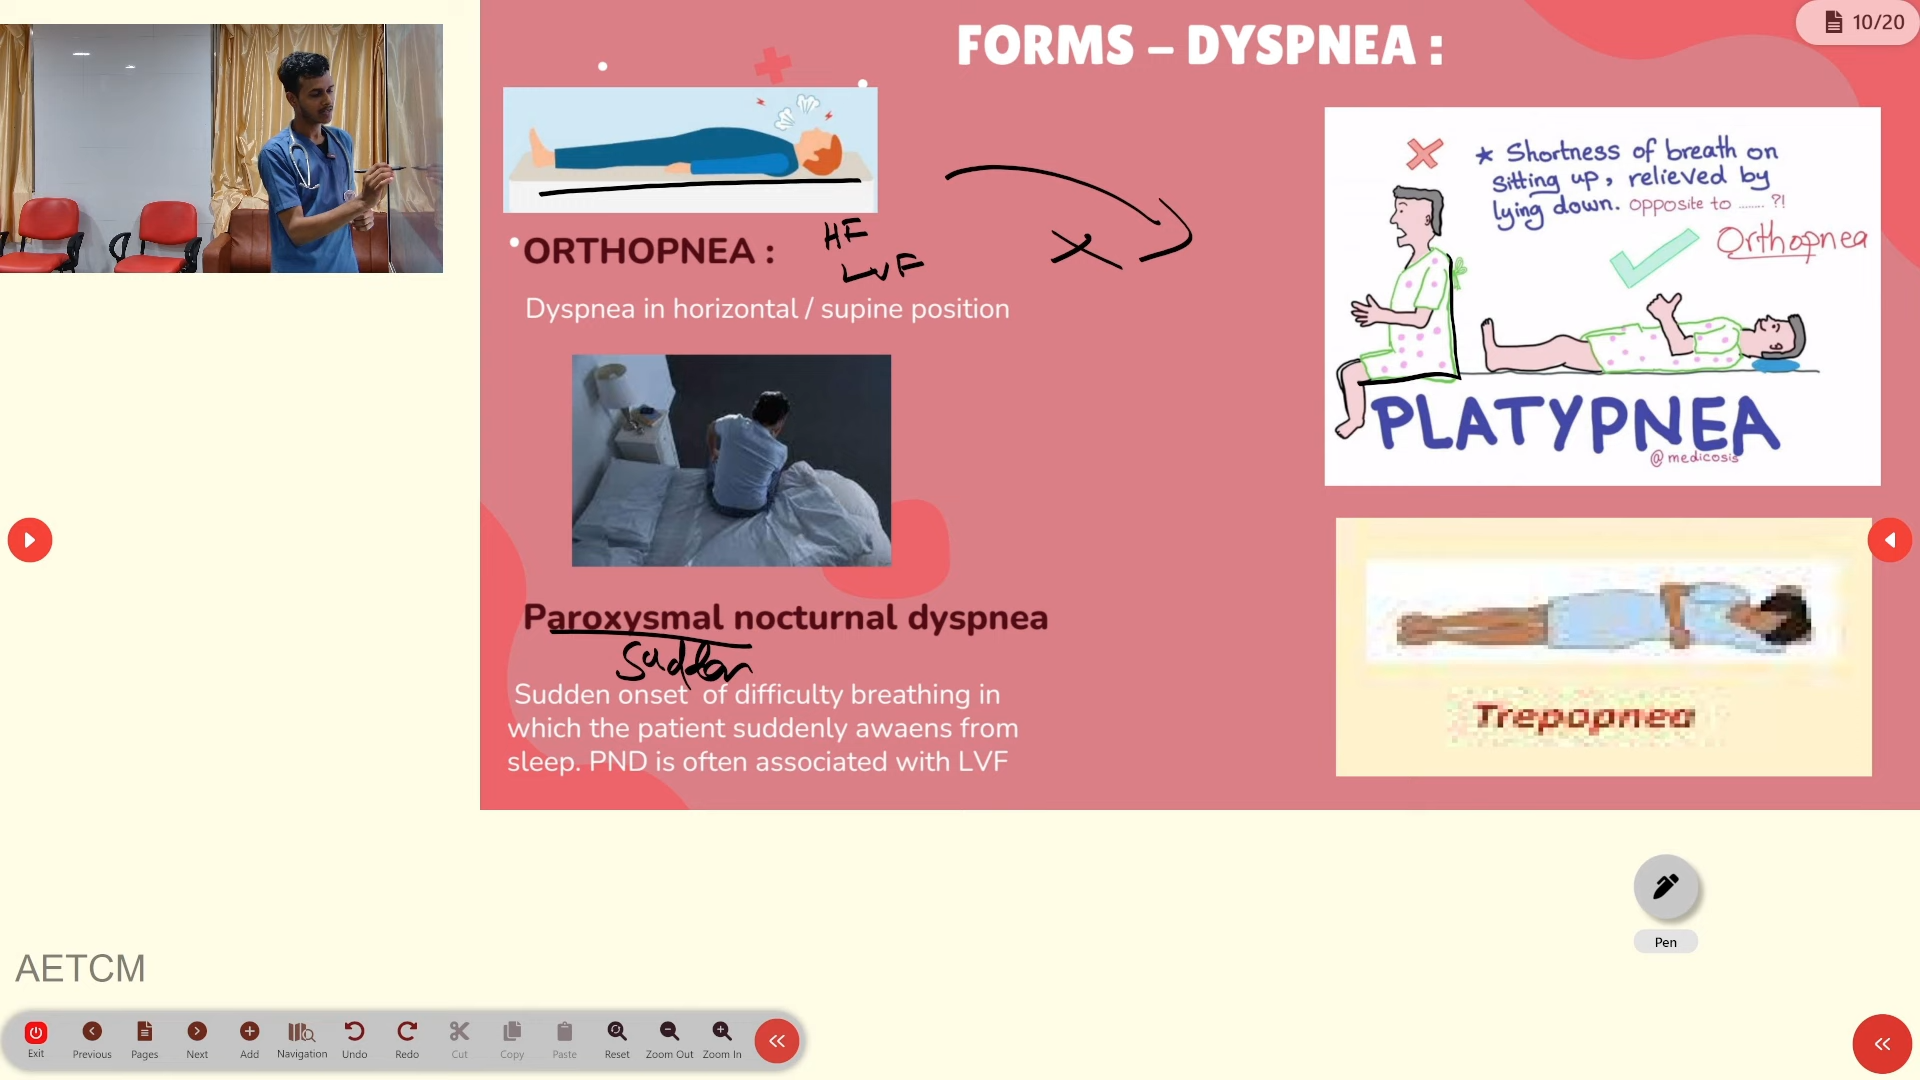 FORMS – DYSPNEA :
10/20
HF
LVF
ORTHOPNEA :
Dyspnea in horizontal / supine position
Paroxysmal nocturnal dyspnea
Sudden
Sudden onset of difficulty breathing in
which the patient suddenly awaens from
sleep. PND is often associated with LVF
★ Shortness of breath on
sitting up, relieved by
lying down. opposite to ........ ?!
Orthopnea
PLATYPNEA
@medicosis
Trepopnea
Pen
AETCM
Exit
Previous
Pages
Next
Add
Navigation
Undo
Redo
Cut
Copy
Paste
Reset
Zoom Out
Zoom In